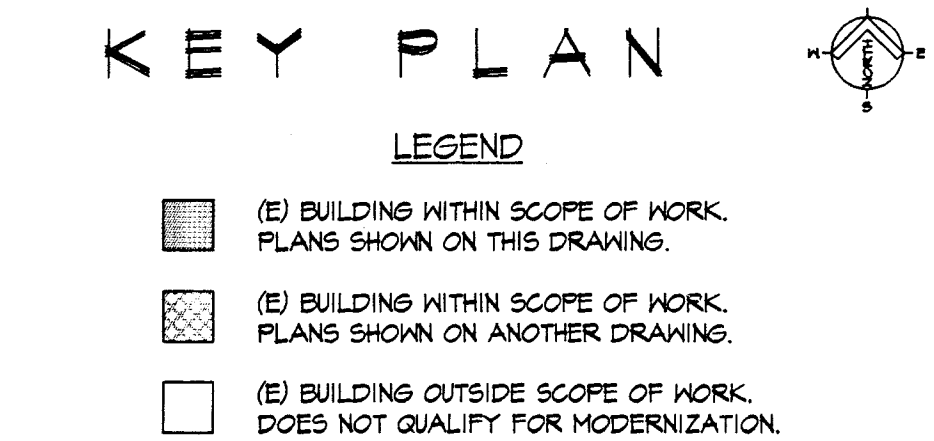 KEY PLAN
W NORTH E
S
LEGEND
(E) BUILDING WITHIN SCOPE OF WORK.
PLANS SHOWN ON THIS DRAWING.
(E) BUILDING WITHIN SCOPE OF WORK.
PLANS SHOWN ON ANOTHER DRAWING.
(E) BUILDING OUTSIDE SCOPE OF WORK.
DOES NOT QUALIFY FOR MODERNIZATION.